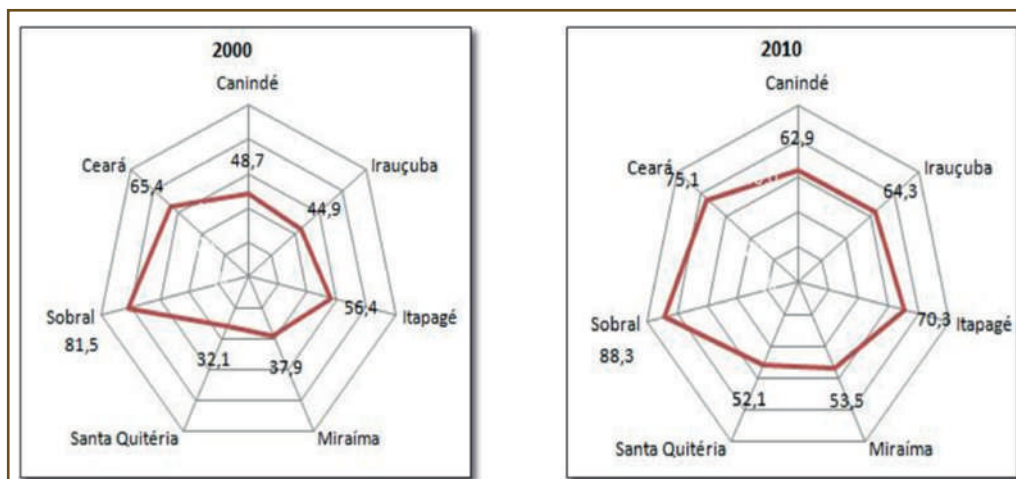 2000
Canindé
48,7
Ceará
65,4
Irauçuba
44,9
Sobral
81,5
Itapagé
56,4
32,1
37,9
Santa Quitéria
Miraíma
2010
Canindé
62,9
Ceará
75,1
Irauçuba
64,3
Sobral
88,3
Itapagé
70,3
52,1
53,5
Santa Quitéria
Miraíma